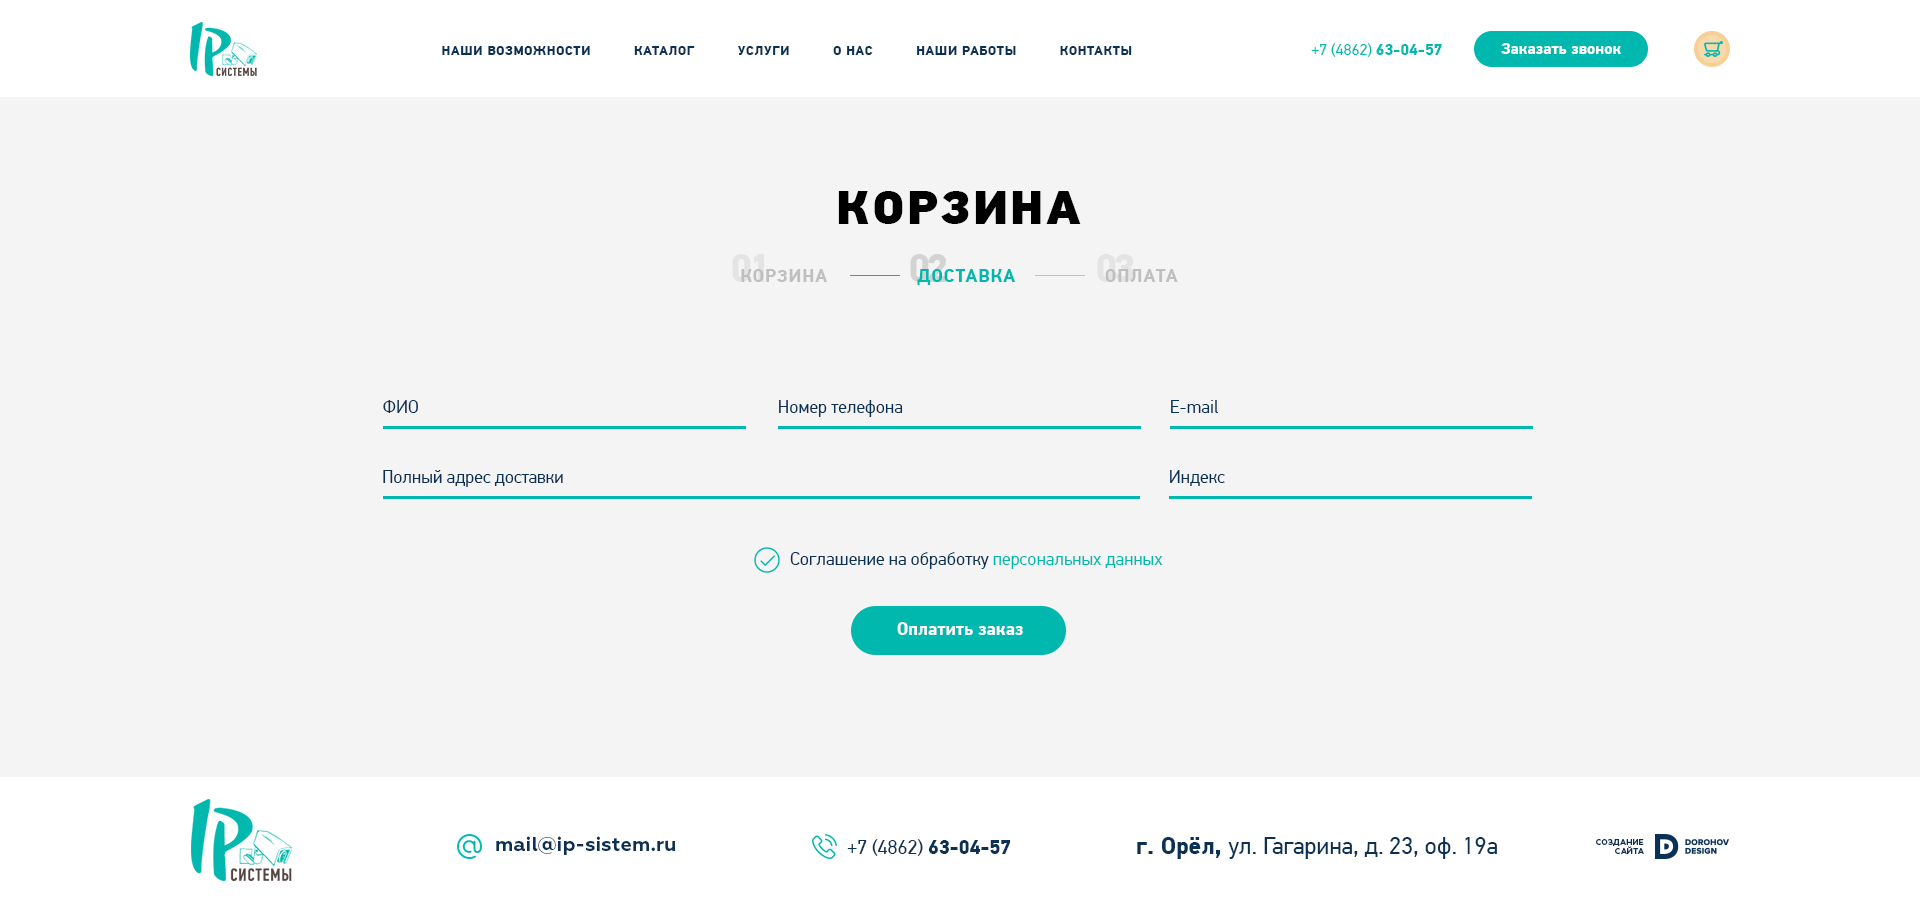 IP СИСТЕМЫ
НАШИ ВОЗМОЖНОСТИ КАТАЛОГ УСЛУГИ О НАС НАШИ РАБОТЫ КОНТАКТЫ
+7 (4862) 63-04-57
Заказать звонок
КОРЗИНА
01 КОРЗИНА 02 ДОСТАВКА 03 ОПЛАТА
ФИО Номер телефона E-mail
Полный адрес доставки Индекс
Соглашение на обработку персональных данных
Оплатить заказ
IP СИСТЕМЫ
mail@ip-sistem.ru
+7 (4862) 63-04-57
г. Орёл, ул. Гагарина, д. 23, оф. 19а
СОЗДАНИЕ
САЙТА
D
DOROHOV
DESIGN